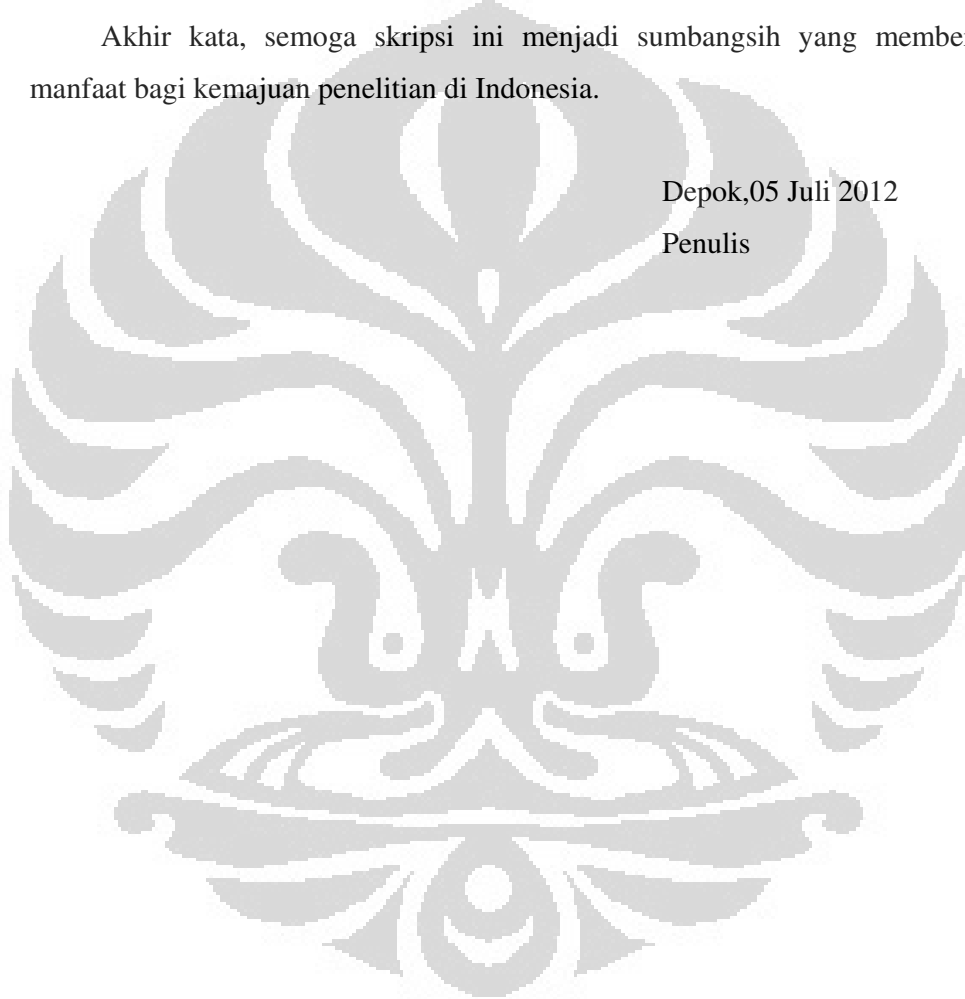 Akhir kata, semoga skripsi ini menjadi sumbangsih yang membe
manfaat bagi kemajuan penelitian di Indonesia.
Depok,05 Juli 2012
Penulis